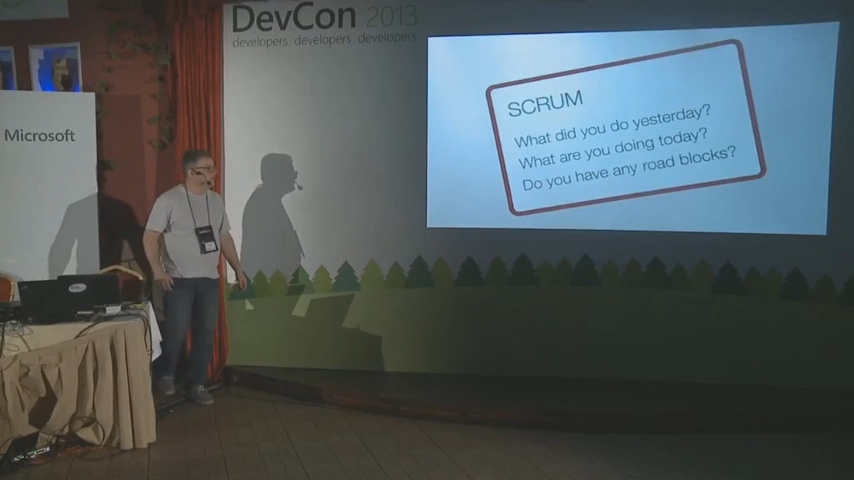 DevCon 2013
developers developers developers
Microsoft
SCRUM
What did you do yesterday?
What are you doing today?
Do you have any road blocks?